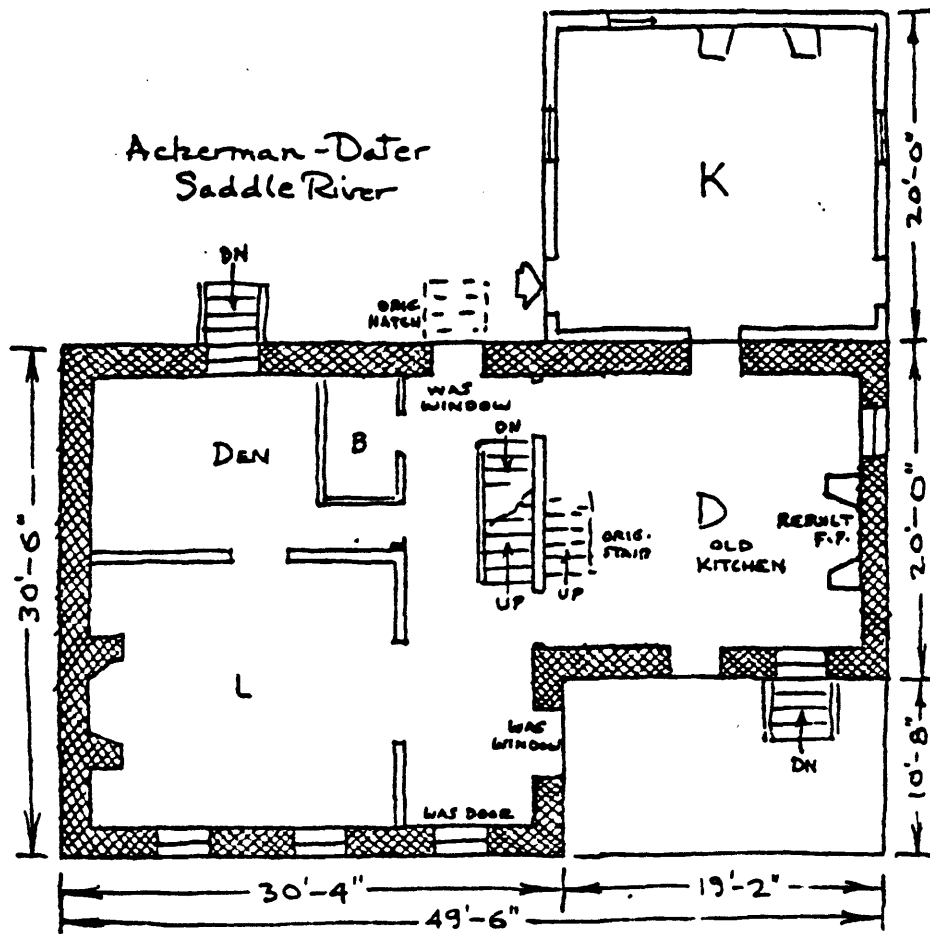 Ackerman-Dater
Saddle River
K
20'-0"
DN
ORIG.
HATCH
WAS
WINDOW
DN
DEN
B
ORIG.
STAIR
OLD
KITCHEN
REBUILT
F.P.
20'-0"
30'-6"
UP
UP
L
WAS
WINDOW
DN
10'-8"
WAS DOOR
30'-4"
19'-2"
49'-6"